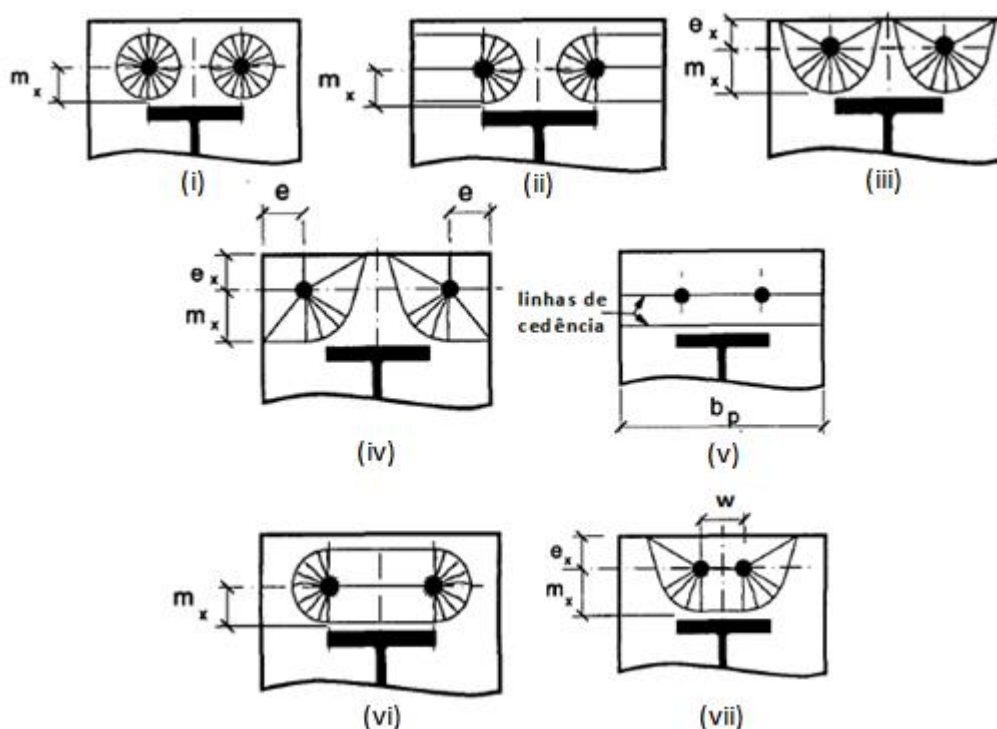 m x
(i)
m x
(ii)
e x
m x
(iii)
e
e
e x
m x
(iv)
linhas de
cedência
b p
(v)
m x
(vi)
w
e x
m x
(vii)